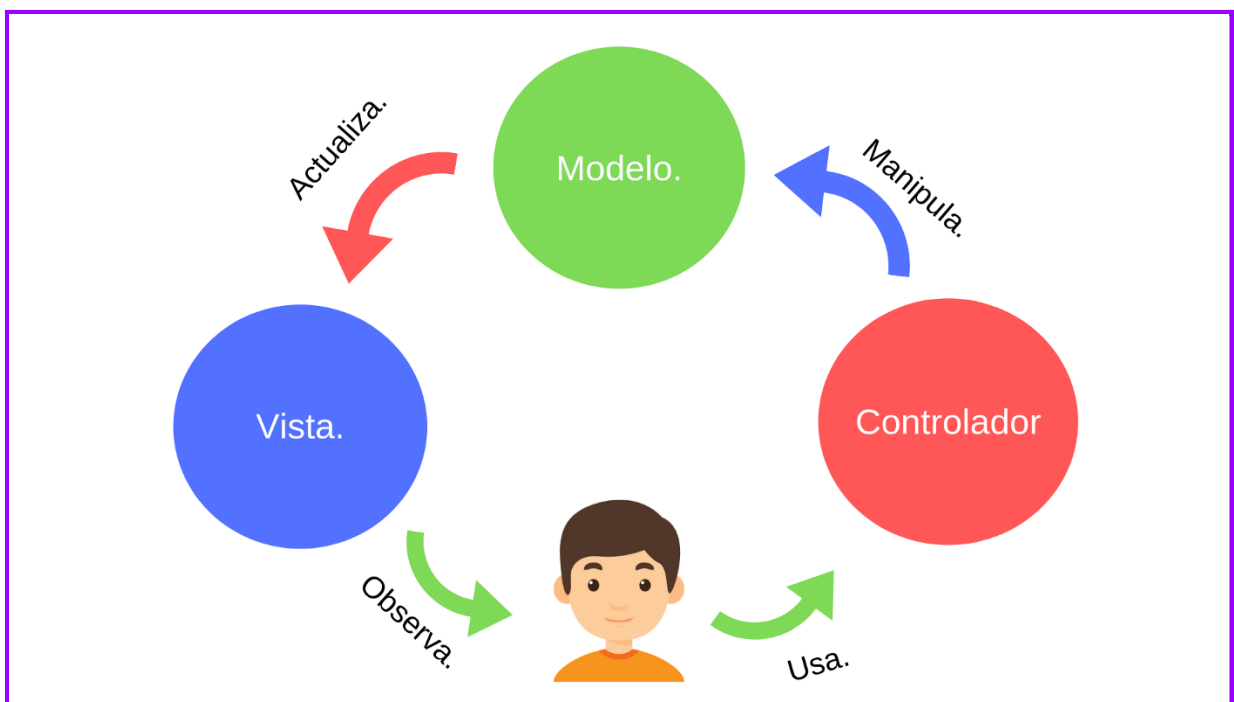 Modelo.
Actualiza.
Manipula.
Vista.
Controlador
Observa.
Usa.